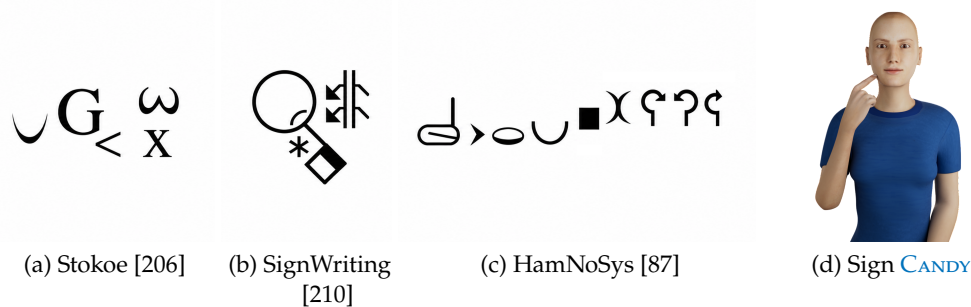 (a) Stokoe [206]
(b) SignWriting
[210]
(c) HamNoSys [87]
(d) Sign CANDY